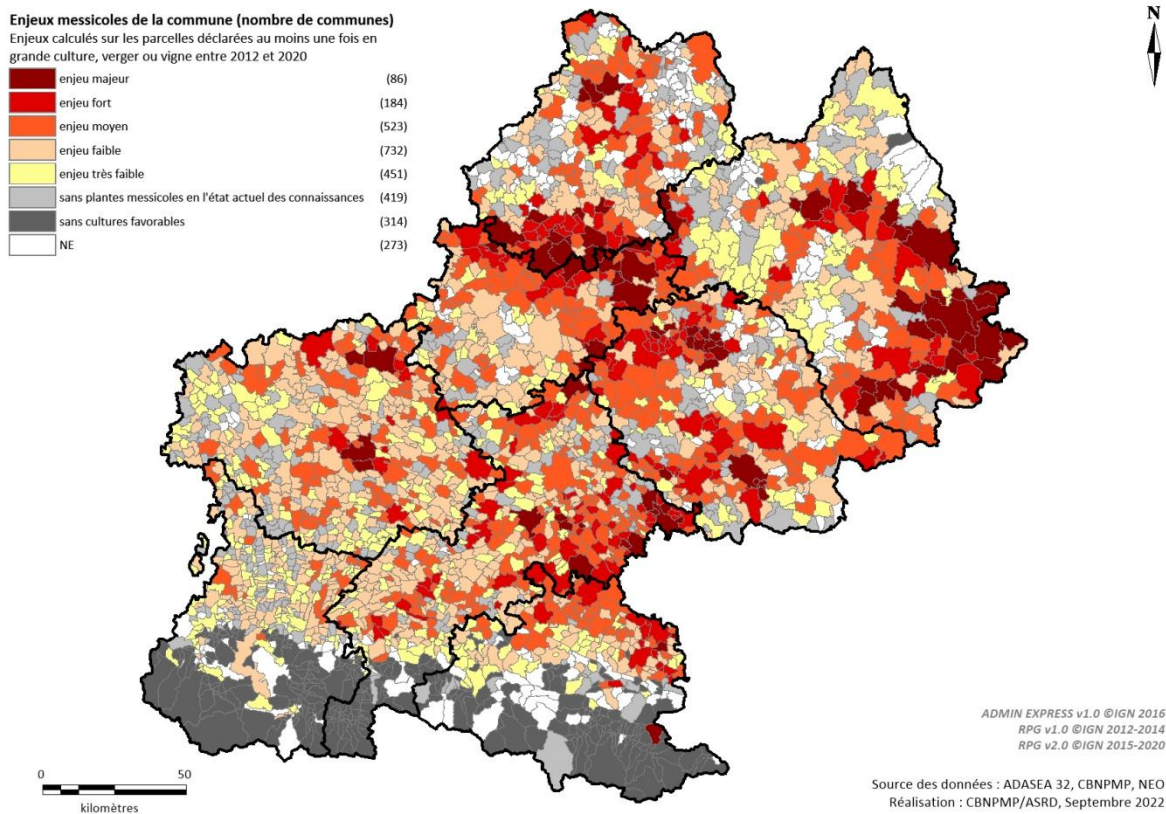 Enjeux messicoles de la commune (nombre de communes)
Enjeux calculés sur les parcelles déclarées au moins une fois en
grande culture, verger ou vigne entre 2012 et 2020
enjeu majeur (86)
enjeu fort (184)
enjeu moyen (523)
enjeu faible (732)
enjeu très faible (451)
sans plantes messicoles en l'état actuel des connaissances (419)
sans cultures favorables (314)
NE (273)
N
0 50
kilomètres
ADMIN EXPRESS v1.0 ©IGN 2016
RPG v1.0 ©IGN 2012-2014
RPG v2.0 ©IGN 2015-2020
Source des données : ADASEA 32, CBNPMP, NEO
Réalisation : CBNPMP/ASRD, Septembre 2022